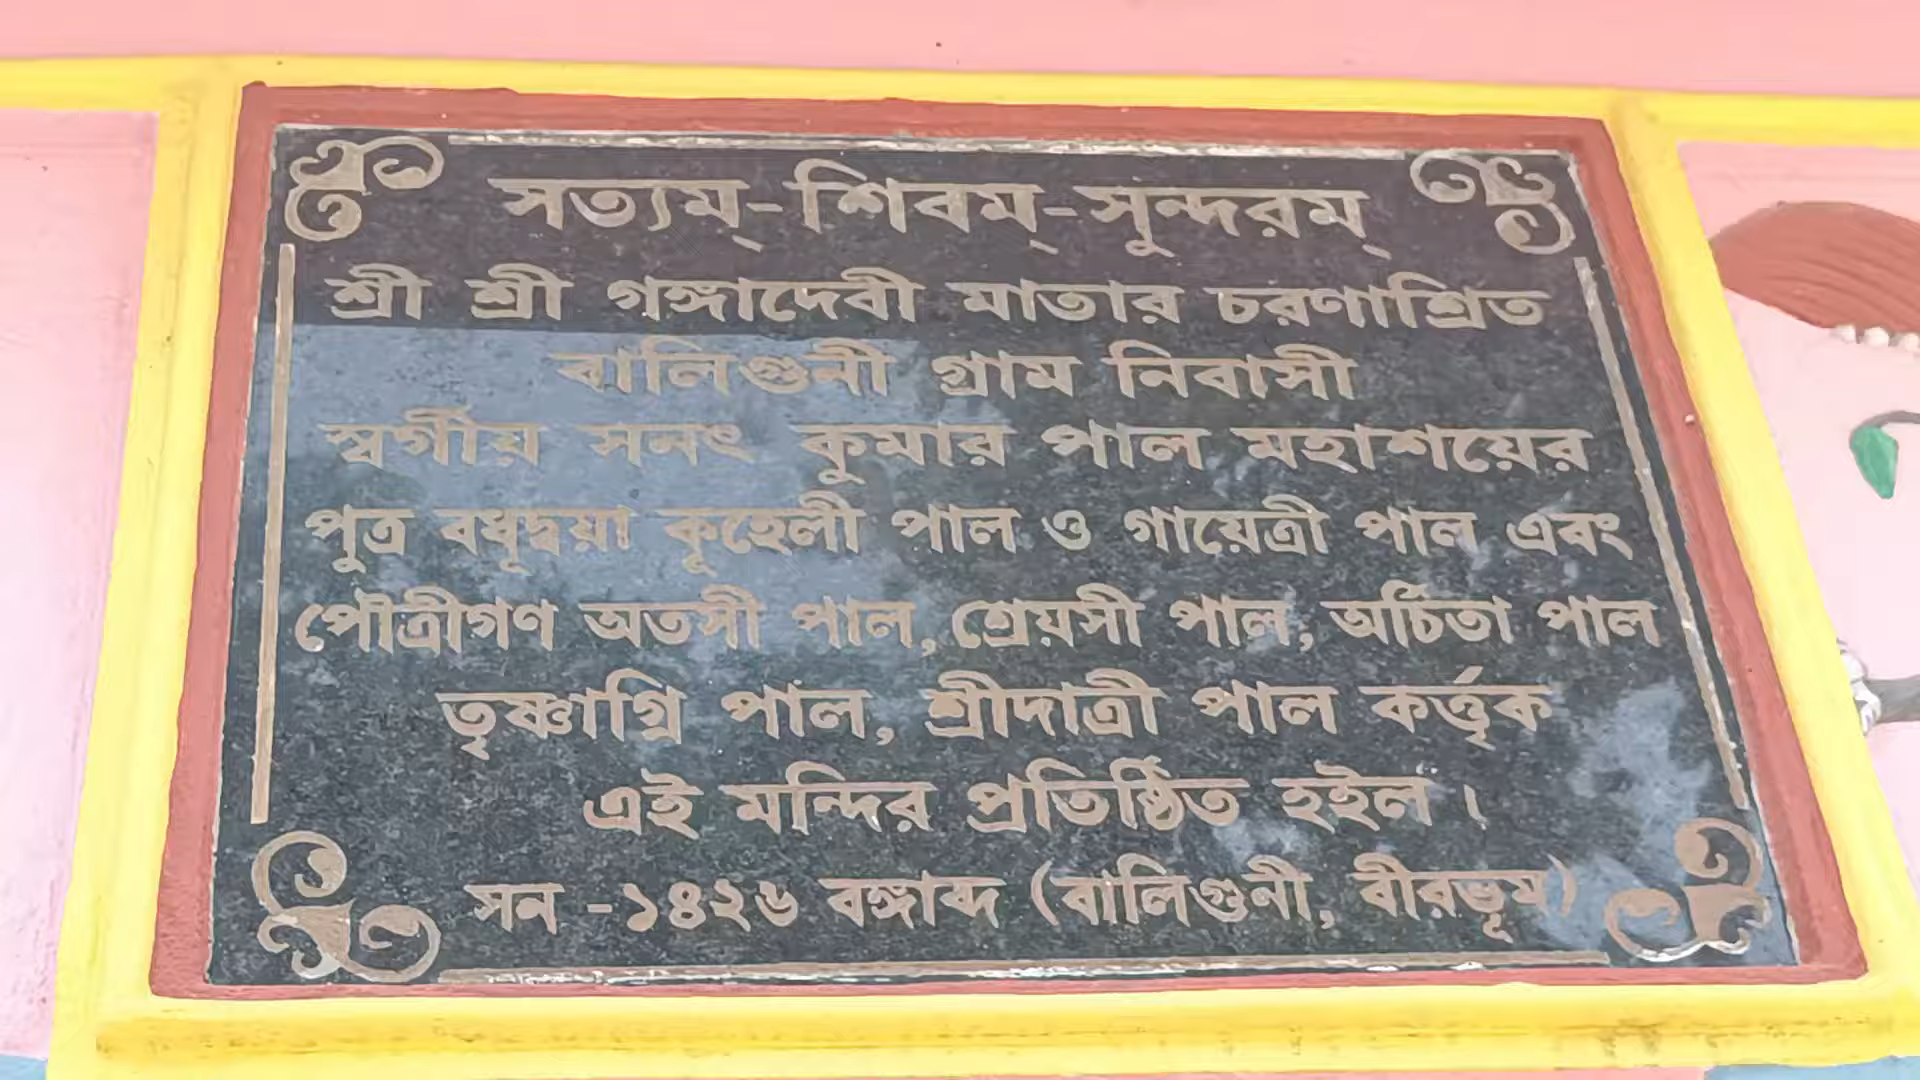 সত্যম্-শিবম্-সুন্দরম্
শ্রী শ্রী গঙ্গাদেবী মাতার চরণাশ্রিত
বালিগুনী গ্রাম নিবাসী
স্বর্গীয় সনৎ কুমার পাল মহাশয়ের
পুত্র বধূদ্বয়া কূহেলী পাল ও গায়েত্রী পাল এবং
পৌত্রীগণ অতসী পাল, শ্রেয়সী পাল, অর্চিতা পাল
তৃষ্ণাগ্নি পাল, শ্রীদাত্রী পাল কর্ত্তৃক
এই মন্দির প্রতিষ্ঠিত হইল ।
সন -১৪২৬ বঙ্গাব্দ (বালিগুনী, বীরভূম)